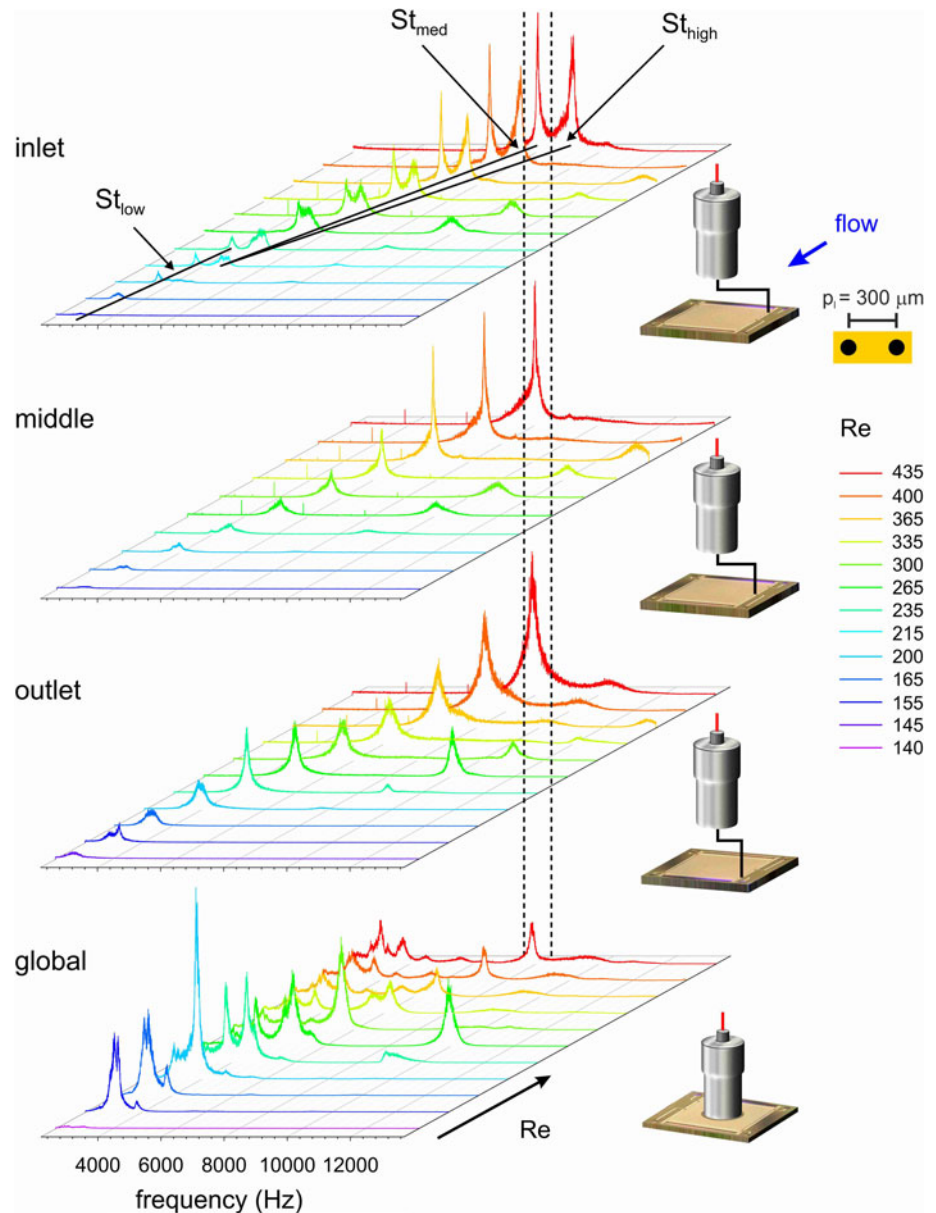 St_med
St_high
inlet
St_low
flow
p_l = 300 μm
middle
Re
435
400
365
335
300
265
235
215
200
165
155
145
140
outlet
global
Re
4000 6000 8000 10000 12000
frequency (Hz)